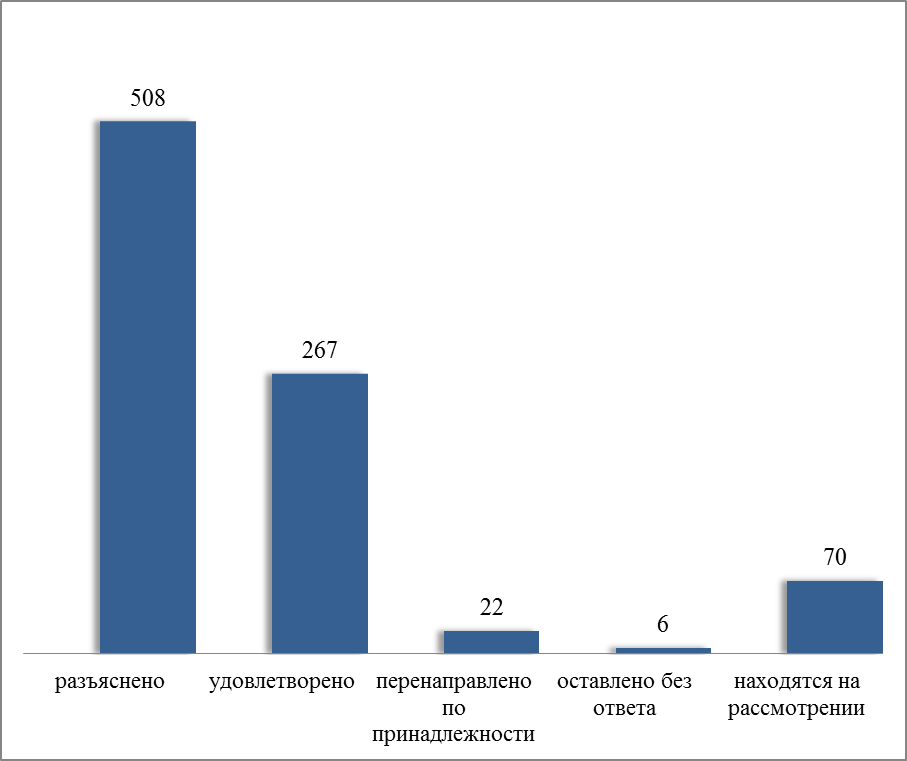 508
267
70
22
6
разъяснено
удовлетворено
перенаправлено
по
принадлежности
оставлено без
ответа
находятся на
рассмотрении